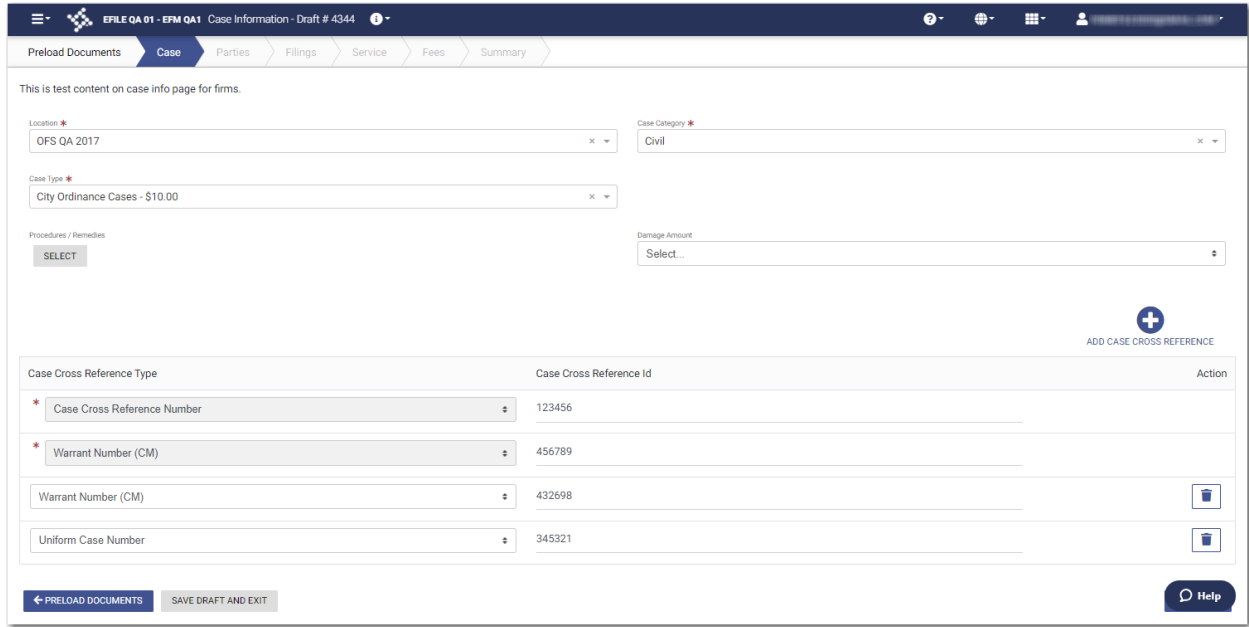 EFILE QA 01 - EFM QA1 Case Information - Draft # 4344
Preload Documents Case Parties Filings Service Fees Summary
This is test content on case info page for firms.
Location * Case Category *
OFS QA 2017 Civil
Case Type *
City Ordinance Cases - $10.00
Procedures / Remedies Damage Amount
SELECT Select...
ADD CASE CROSS REFERENCE
Case Cross Reference Type Case Cross Reference Id Action
* Case Cross Reference Number 123456
* Warrant Number (CM) 456789
Warrant Number (CM) 432698
Uniform Case Number 345321
PRELOAD DOCUMENTS SAVE DRAFT AND EXIT Help